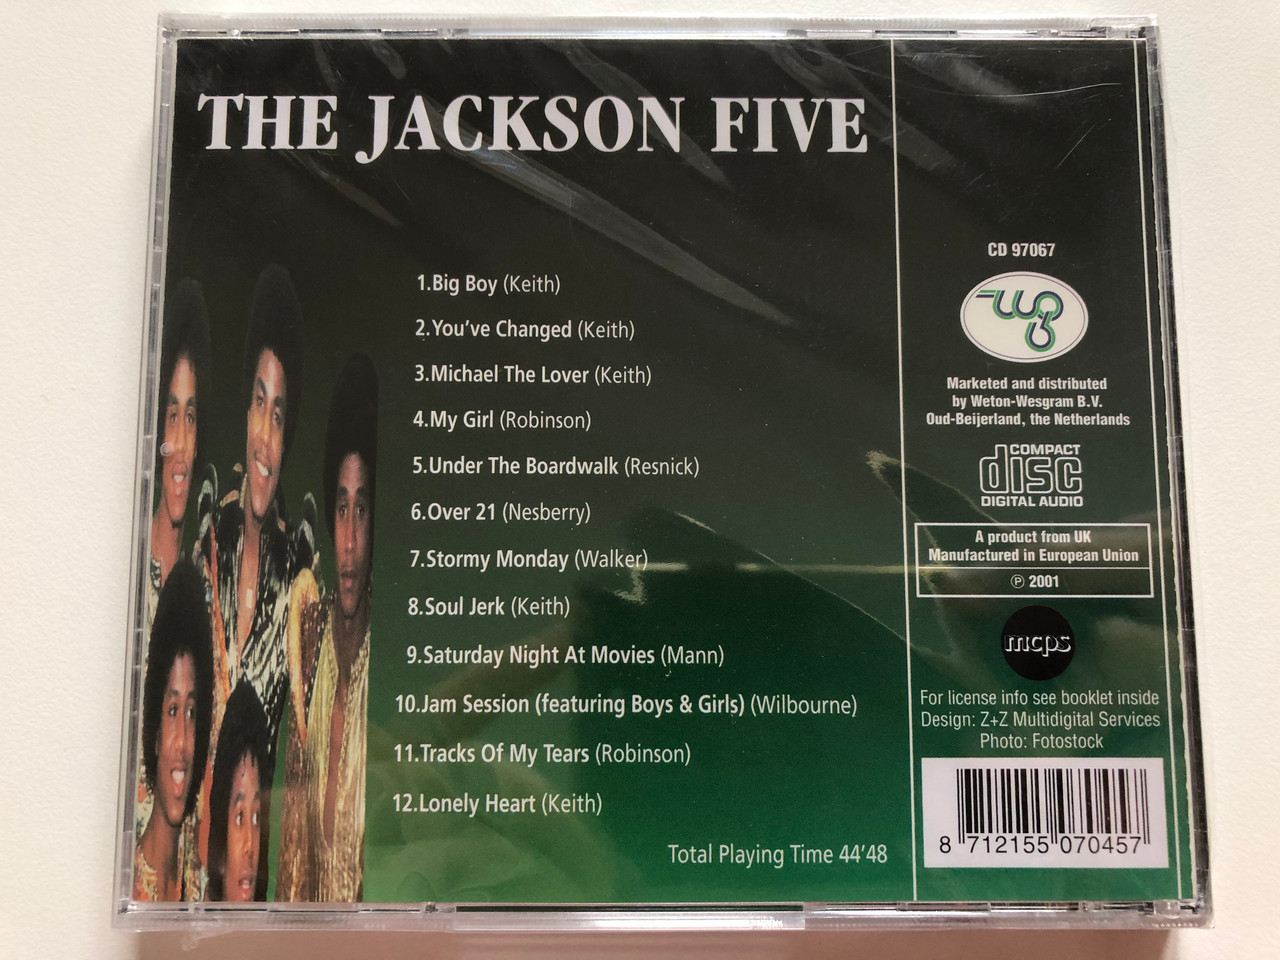 THE JACKSON FIVE
1.Big Boy (Keith)
2.You've Changed (Keith)
3.Michael The Lover (Keith)
4.My Girl (Robinson)
5.Under The Boardwalk (Resnick)
6.Over 21 (Nesberry)
7.Stormy Monday (Walker)
8.Soul Jerk (Keith)
9.Saturday Night At Movies (Mann)
10.Jam Session (featuring Boys & Girls) (Wilbourne)
11.Tracks Of My Tears (Robinson)
12.Lonely Heart (Keith)
Total Playing Time 44'48
CD 97067
Marketed and distributed
by Weton-Wesgram B.V.
Oud-Beijerland, the Netherlands
COMPACT
disc
DIGITAL AUDIO
A product from UK
Manufactured in European Union
℗ 2001
mcps
For license info see booklet inside
Design: Z+Z Multidigital Services
Photo: Fotostock
8 712155 070457